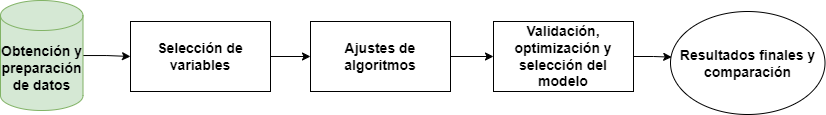 Obtención y
preparación
de datos
Selección de
variables
Ajustes de
algoritmos
Validación,
optimización y
selección del
modelo
Resultados finales y
comparación